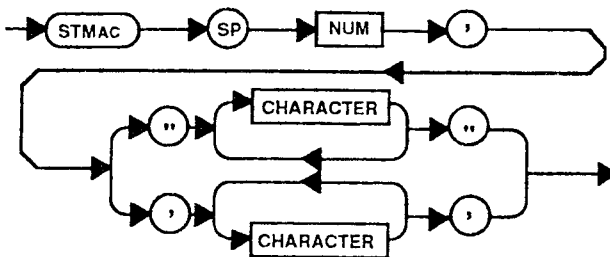 STMAC SP NUM ,
" CHARACTER "
' CHARACTER '